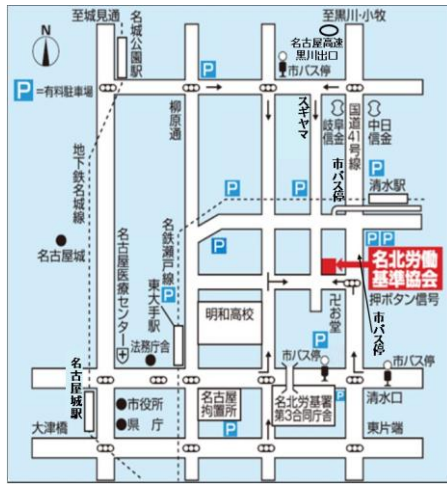 至城見通
名城公園駅
至黒川・小牧
名古屋高速
黒川出口
市バス停
N
P
P
=有料駐車場
柳原通
スギヤマ
岐阜
信金
国道41号線
中日
信金
地下鉄名城線
市バス停
P
清水駅
P
P
名古屋城
名古屋医療センター
名鉄瀬戸線
東大手駅
P
P
P P
名北労働
基準協会
明和高校
卍お堂
押ボタン信号
市バス停
法務庁舎
P
市バス停
市バス停
名古屋城駅
市役所
県庁
名古屋
拘置所
P
名北労基署
第3合同庁舎
P
清水口
大津橋
東片端